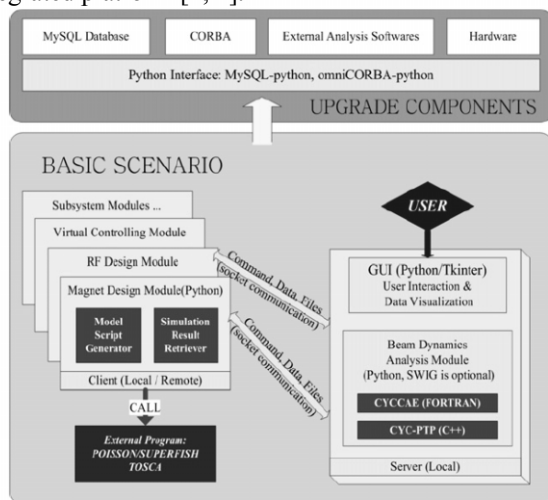 MySQL Database
CORBA
External Analysis Softwares
Hardware
Python Interface: MySQL-python, omniCORBA-python
UPGRADE COMPONENTS
BASIC SCENARIO
Subsystem Modules ...
Virtual Controlling Module
RF Design Module
Magnet Design Module(Python)
Model
Script
Generator
Simulation
Result
Retriever
Client (Local / Remote)
CALL
External Program:
POISSON/SUPERFISH
TOSCA
Command, Data, Files
(socket communication)
Command, Data, Files
(socket communication)
USER
GUI (Python/Tkinter)
User Interaction &
Data Visualization
Beam Dynamics
Analysis Module
(Python, SWIG is optional)
CYCCAE (FORTRAN)
CYC-PTP (C++)
Server (Local)